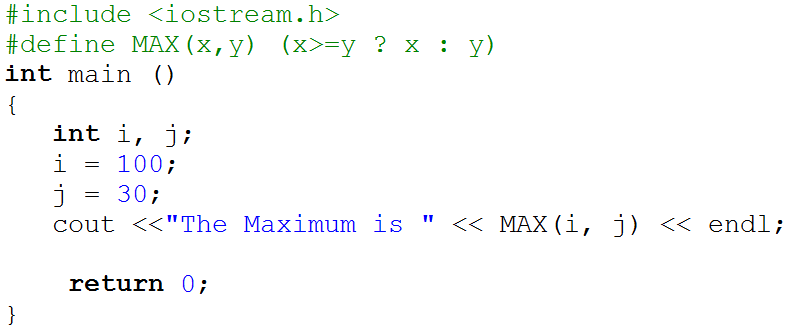 #include <iostream.h>
#define MAX(x,y) (x>=y ? x : y)
int main ()
{
   int i, j;
   i = 100;
   j = 30;
   cout <<"The Maximum is " << MAX(i, j) << endl;

    return 0;
}